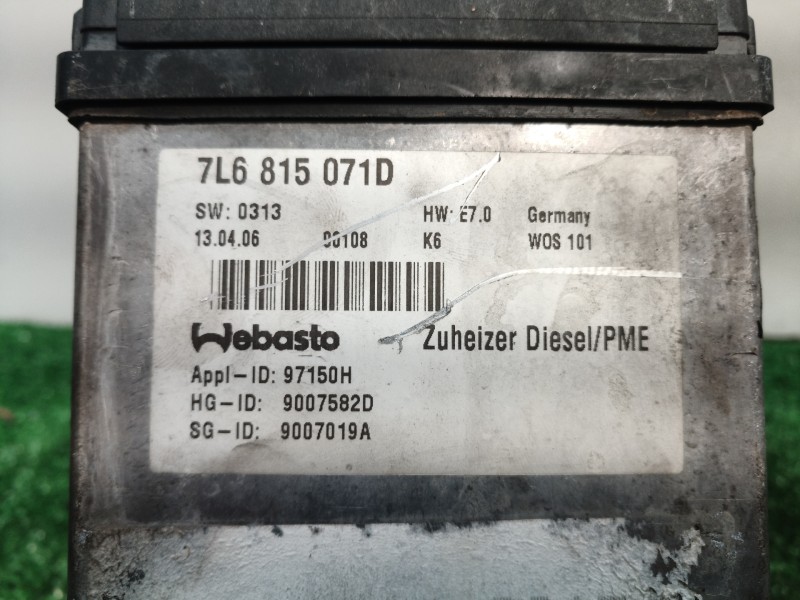 7L6 815 071D
SW: 0313 HW: E7.0 Germany
13.04.06 00108 K6 WOS 101
Webasto Zuheizer Diesel/PME
Appl-ID: 97150H
HG-ID: 9007582D
SG-ID: 9007019A